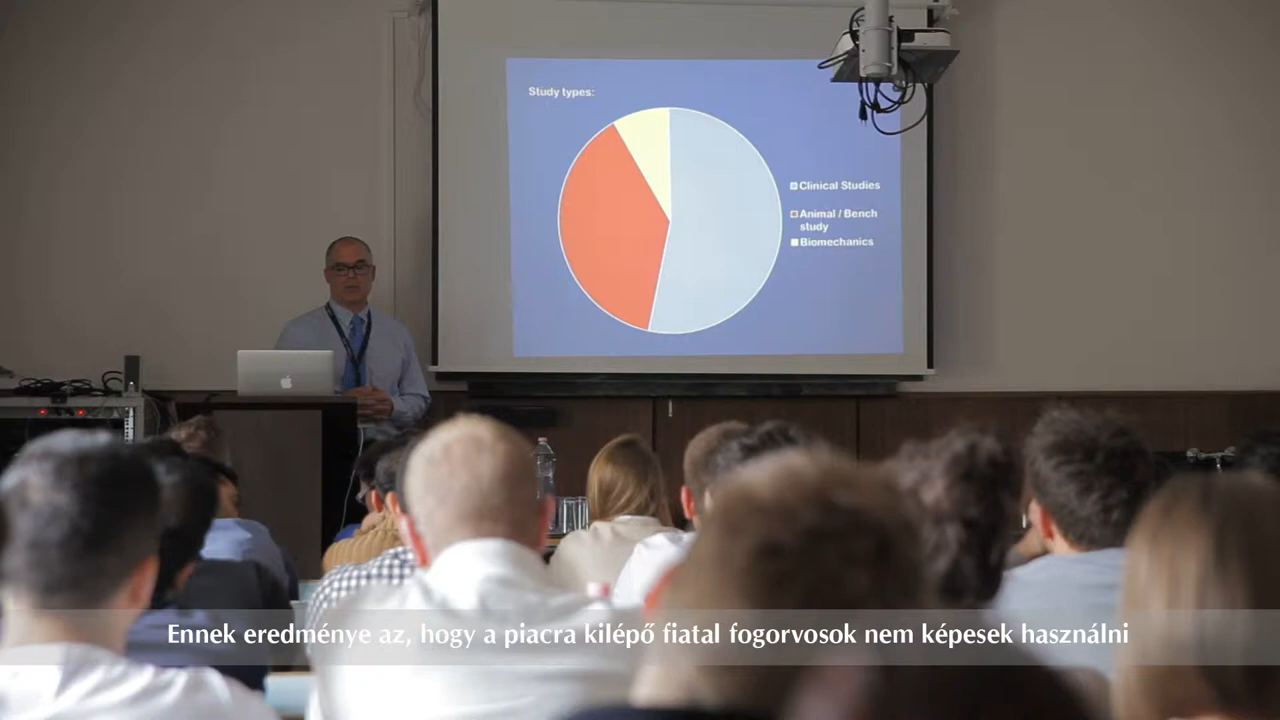 Study types:
Clinical Studies
Animal / Bench
study
Biomechanics
Ennek eredménye az, hogy a piacra kilépő fiatal fogorvosok nem képesek használni